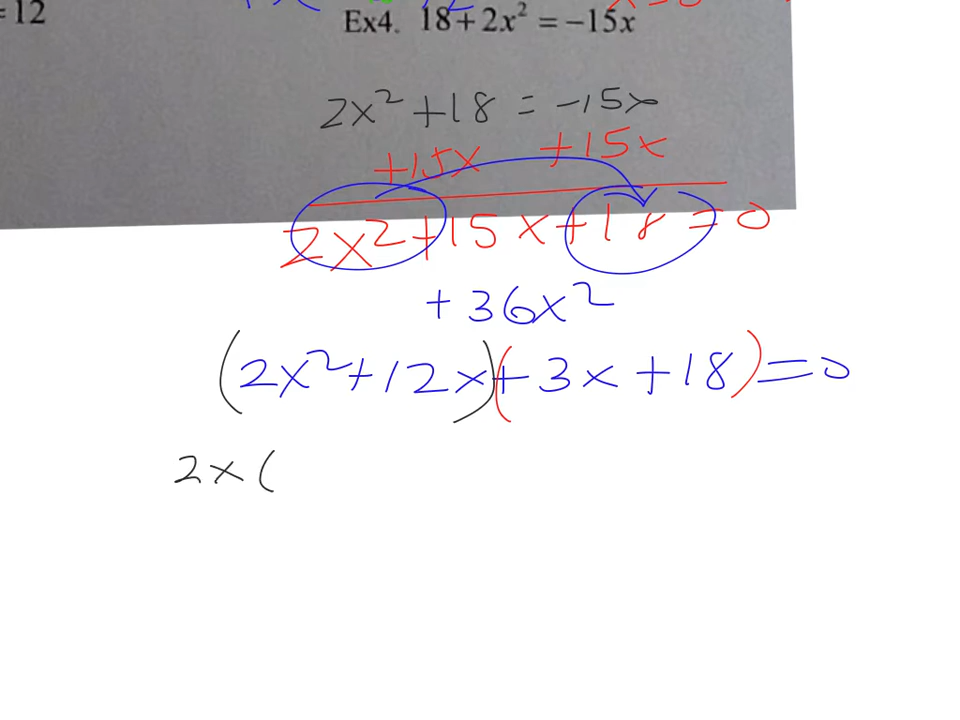 = 12
Ex4. 18 + 2x² = −15x
2x² + 18 = −15x
+15x +15x
2x² + 15x + 18 = 0
+ 36x²
(2x² + 12x)(+ 3x + 18) = 0
2x (